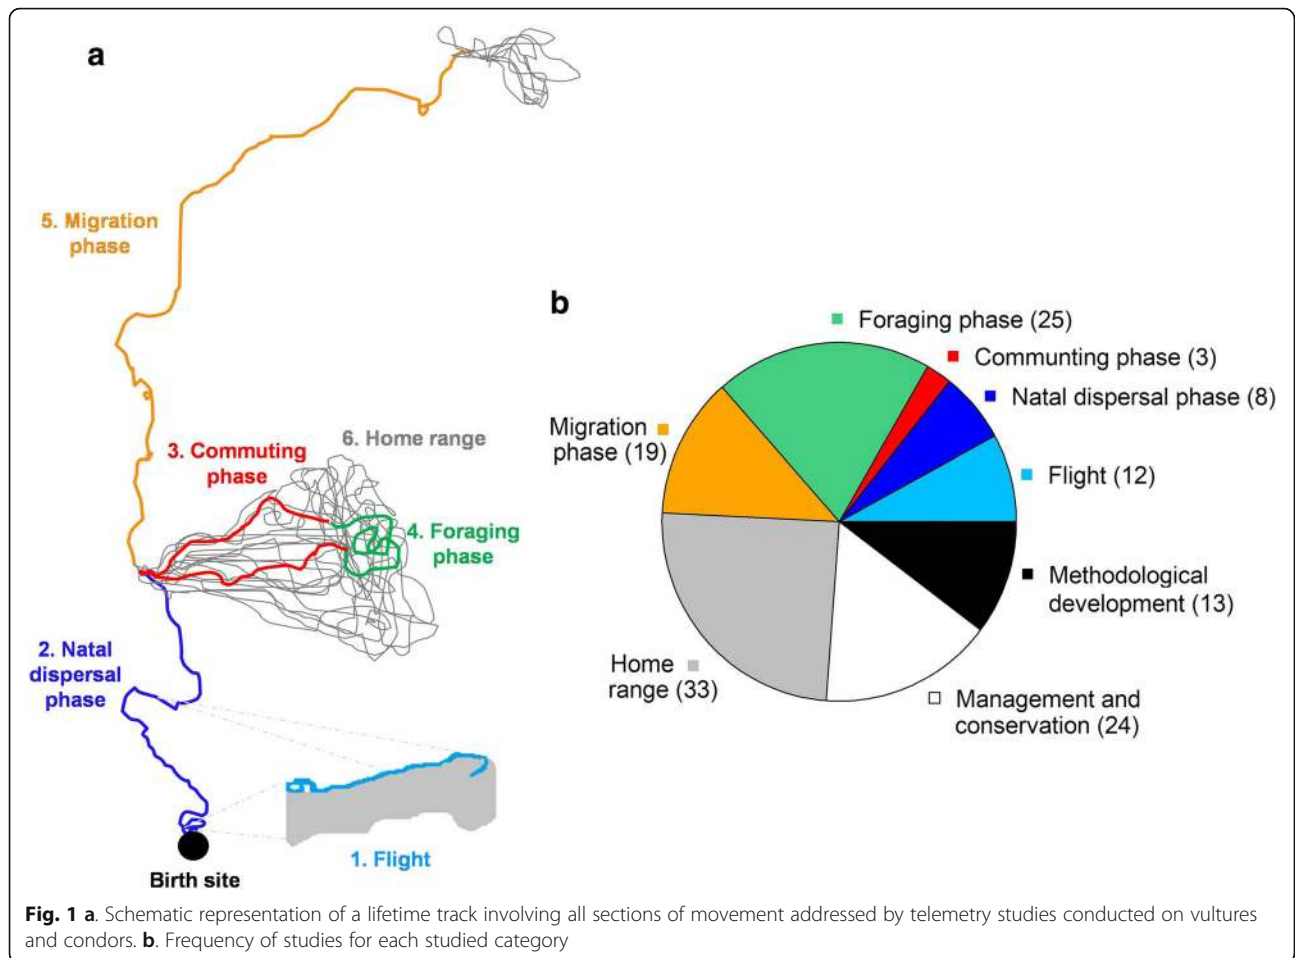 a
5. Migration
phase
3. Commuting
phase
6. Home range
4. Foraging
phase
2. Natal
dispersal
phase
1. Flight
Birth site
b
Foraging phase (25)
Communting phase (3)
Natal dispersal phase (8)
Migration
phase (19)
Flight (12)
Methodological
development (13)
Home
range (33)
Management and
conservation (24)
Fig. 1 a. Schematic representation of a lifetime track involving all sections of movement addressed by telemetry studies conducted on vultures
and condors. b. Frequency of studies for each studied category